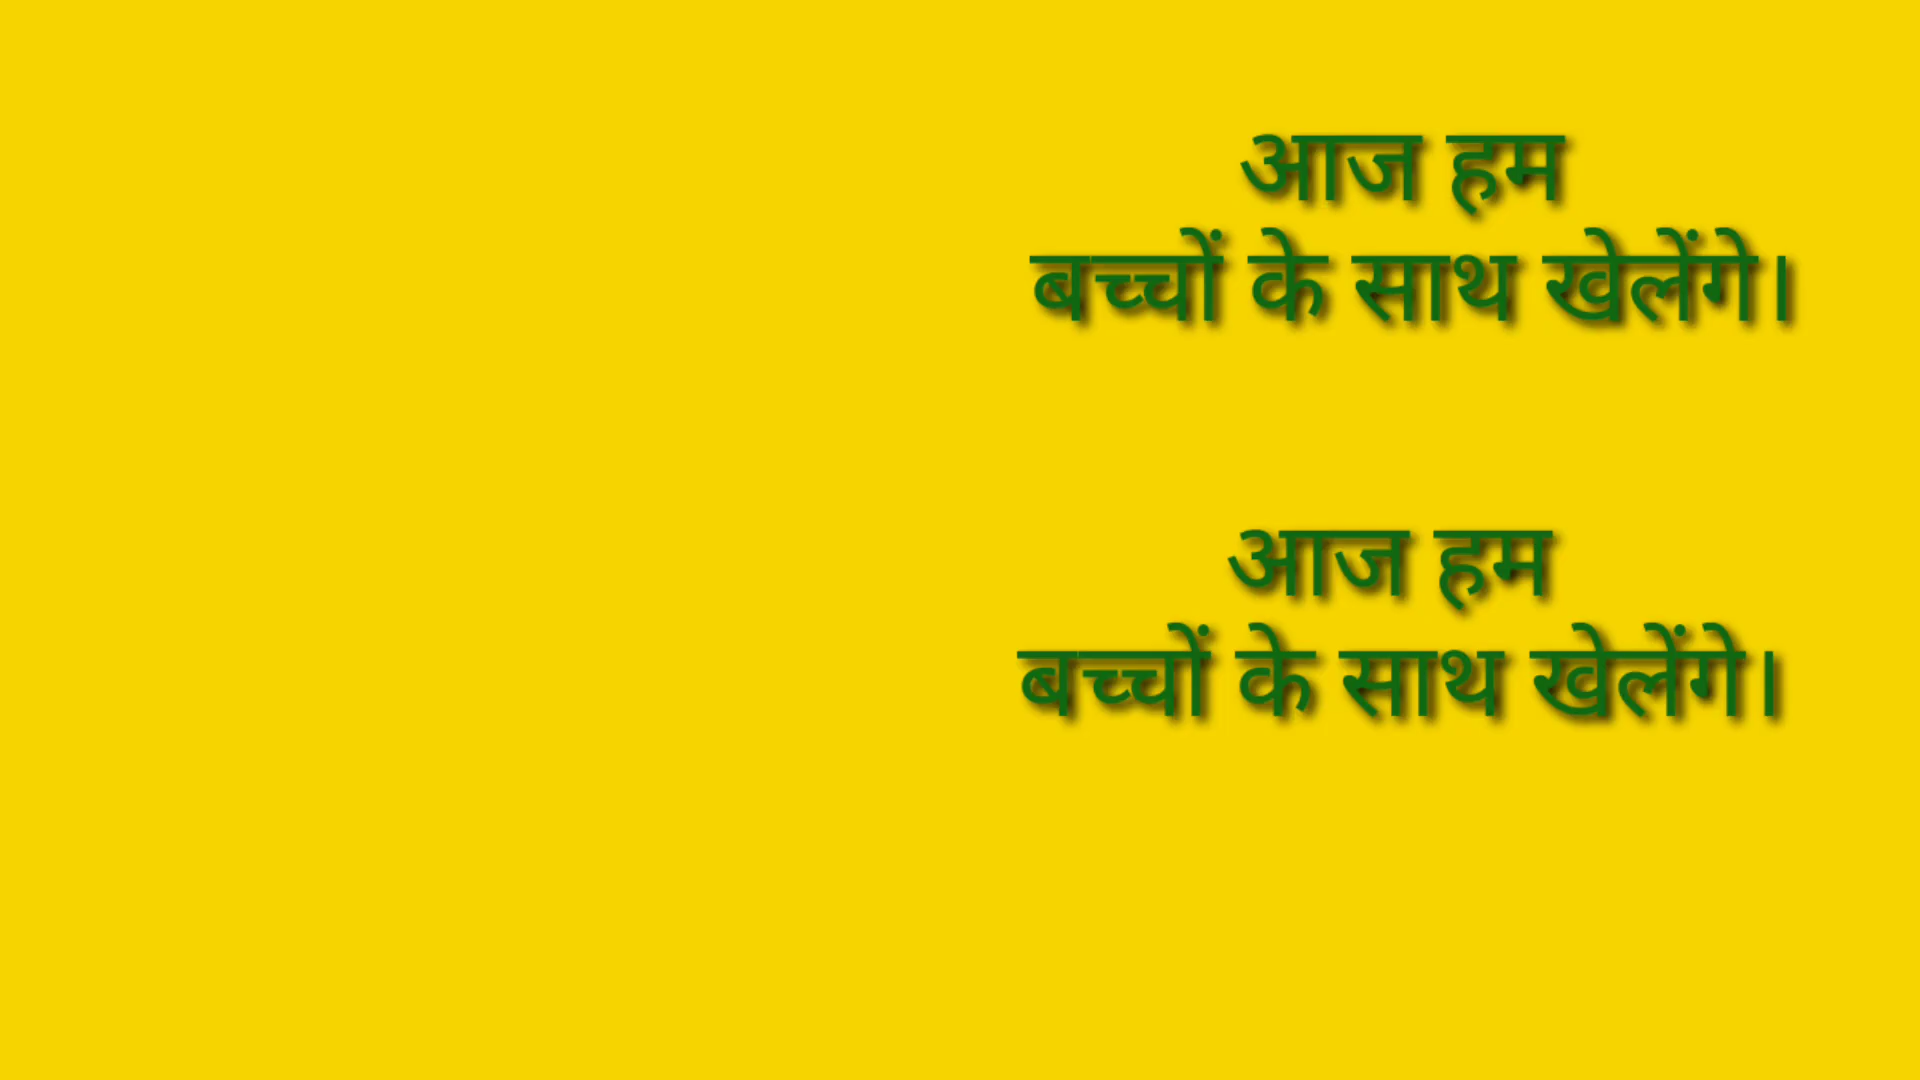 आज हम
बच्चों के साथ खेलेंगे।
आज हम
बच्चों के साथ खेलेंगे।